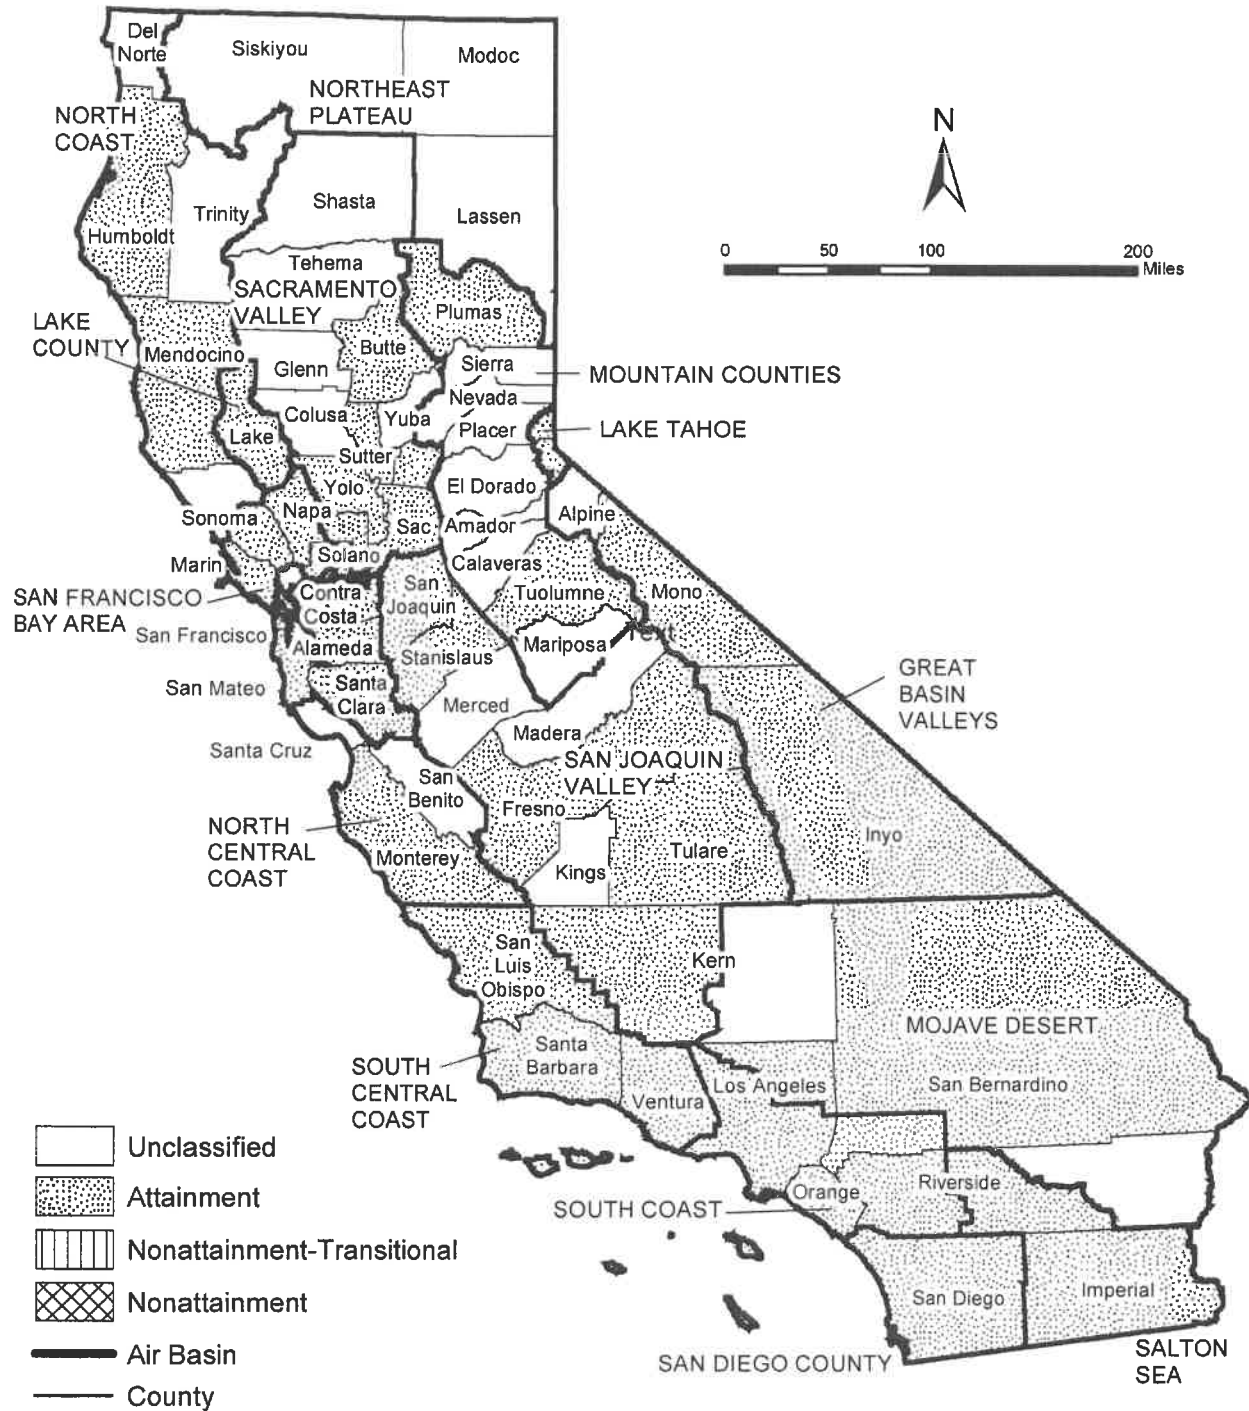 Del
Norte
Siskiyou
Modoc
NORTHEAST
PLATEAU
NORTH
COAST
N
Trinity
Shasta
Lassen
Humboldt
0 50 100 200
Miles
Tehema
SACRAMENTO
VALLEY
Plumas
LAKE
COUNTY
Mendocino
Butte
Glenn
Sierra
MOUNTAIN COUNTIES
Nevada
Colusa
Yuba
Placer
LAKE TAHOE
Lake
Sutter
Yolo
El Dorado
Napa
Sonoma
Sac
Amador
Alpine
Solano
Marin
Calaveras
SAN FRANCISCO
BAY AREA
Contra
Costa
San
Joaquin
Tuolumne
Mono
San Francisco
Alameda
Stanislaus
Mariposa
Text
GREAT
BASIN
VALLEYS
San Mateo
Santa
Clara
Merced
Santa Cruz
Madera
SAN JOAQUIN
VALLEY
San
Benito
Fresno
NORTH
CENTRAL
COAST
Inyo
Monterey
Tulare
Kings
San
Luis
Obispo
Kern
MOJAVE DESERT
SOUTH
CENTRAL
COAST
Santa
Barbara
Ventura
Los Angeles
San Bernardino
Unclassified
Attainment
Nonattainment-Transitional
Nonattainment
Air Basin
County
SOUTH COAST
Orange
Riverside
San Diego
Imperial
SAN DIEGO COUNTY
SALTON
SEA